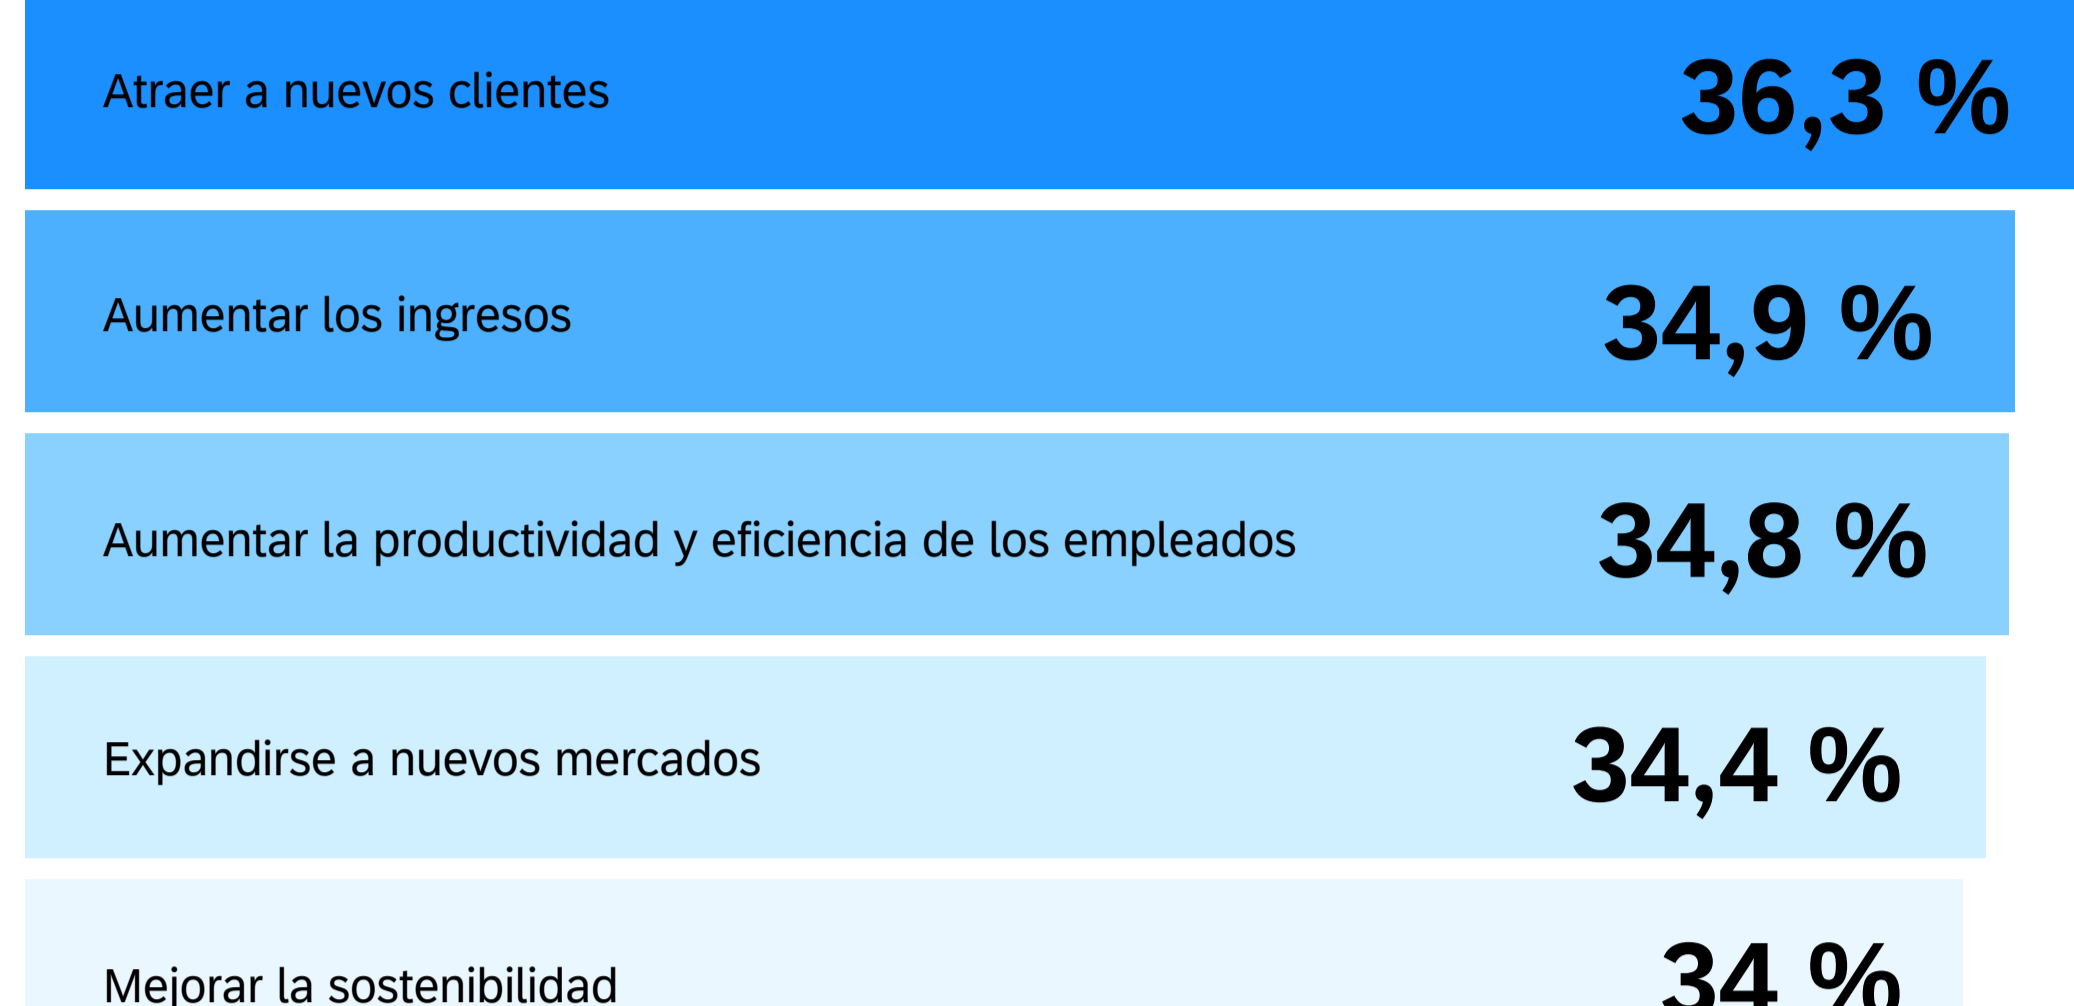 Atraer a nuevos clientes 36,3 %
Aumentar los ingresos 34,9 %
Aumentar la productividad y eficiencia de los empleados 34,8 %
Expandirse a nuevos mercados 34,4 %
Mejorar la sostenibilidad 34 %